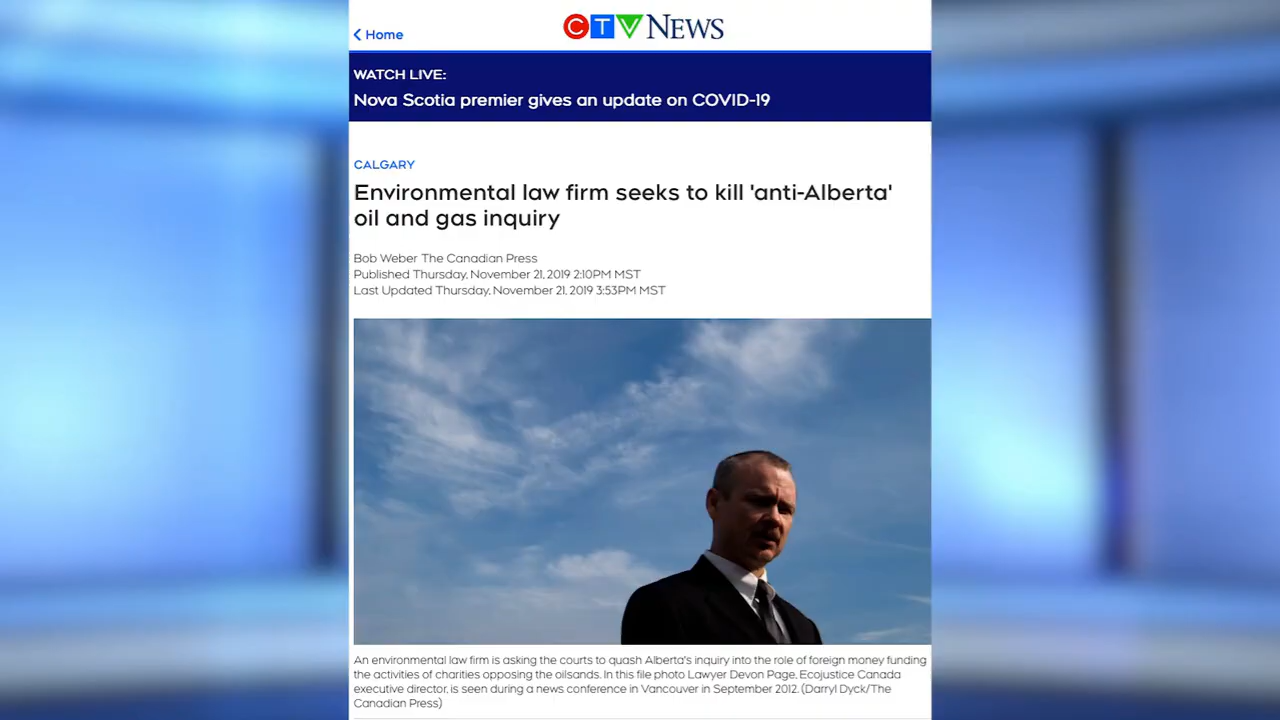 Home
CTV NEWS
WATCH LIVE:
Nova Scotia premier gives an update on COVID-19
CALGARY
Environmental law firm seeks to kill 'anti-Alberta'
oil and gas inquiry
Bob Weber The Canadian Press
Published Thursday, November 21, 2019 2:10PM MST
Last Updated Thursday, November 21, 2019 3:53PM MST
An environmental law firm is asking the courts to quash Alberta's inquiry into the role of foreign money funding
the activities of charities opposing the oilsands. In this file photo Lawyer Devon Page, Ecojustice Canada
executive director, is seen during a news conference in Vancouver in September 2012. (Darryl Dyck/The
Canadian Press)